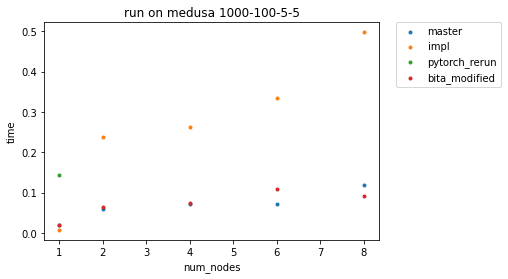 run on medusa 1000-100-5-5
master
impl
pytorch_rerun
bita_modified
time
0.5
0.4
0.3
0.2
0.1
0.0
1 2 3 4 5 6 7 8
num_nodes